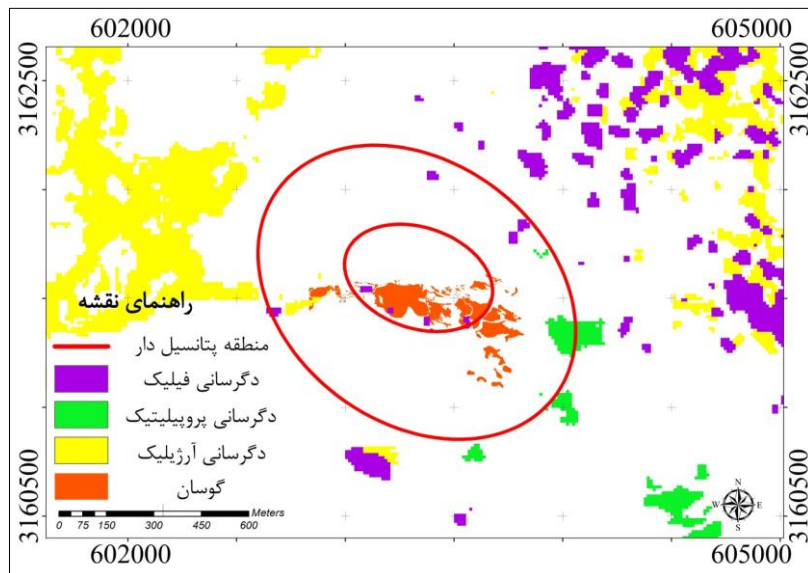 602000 605000
3162500 3162500
راهنمای نقشه
منطقه پتانسیل دار
دگرسانی فیلیک
دگرسانی پروپیلیتیک
دگرسانی آرژیلیک
گوسان
Meters
0 75 150 300 450 600
N
W E
S
3160500 3160500
602000 605000